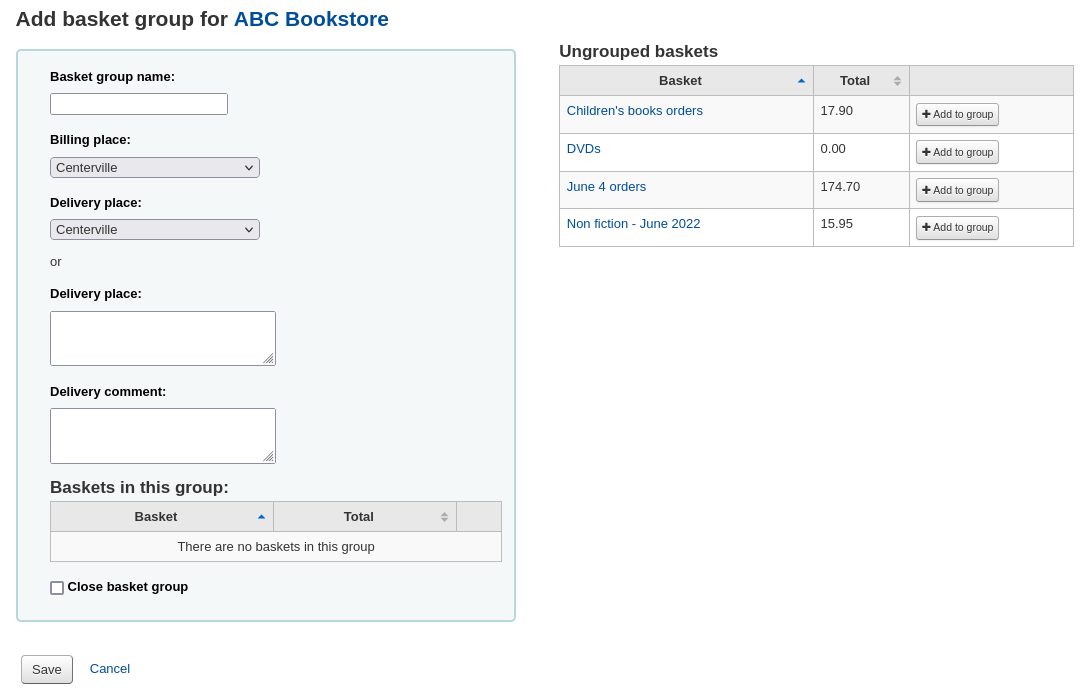 Add basket group for ABC Bookstore
Basket group name:
Billing place:
Centerville
Delivery place:
Centerville
or
Delivery place:
Delivery comment:
Baskets in this group:
Basket Total
There are no baskets in this group
Close basket group
Save Cancel
Ungrouped baskets
Basket Total
Children's books orders 17.90 + Add to group
DVDs 0.00 + Add to group
June 4 orders 174.70 + Add to group
Non fiction - June 2022 15.95 + Add to group